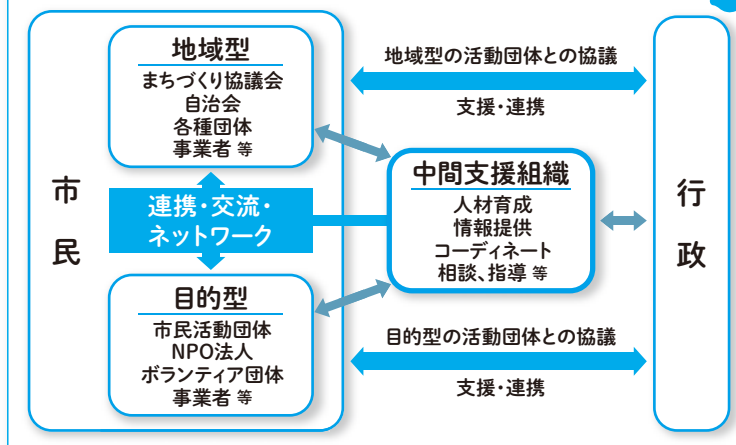 市民
地域型
まちづくり協議会
自治会
各種団体
事業者 等
連携・交流・
ネットワーク
目的型
市民活動団体
NPO法人
ボランティア団体
事業者 等
地域型の活動団体との協議
支援・連携
中間支援組織
人材育成
情報提供
コーディネート
相談、指導 等
目的型の活動団体との協議
支援・連携
行政